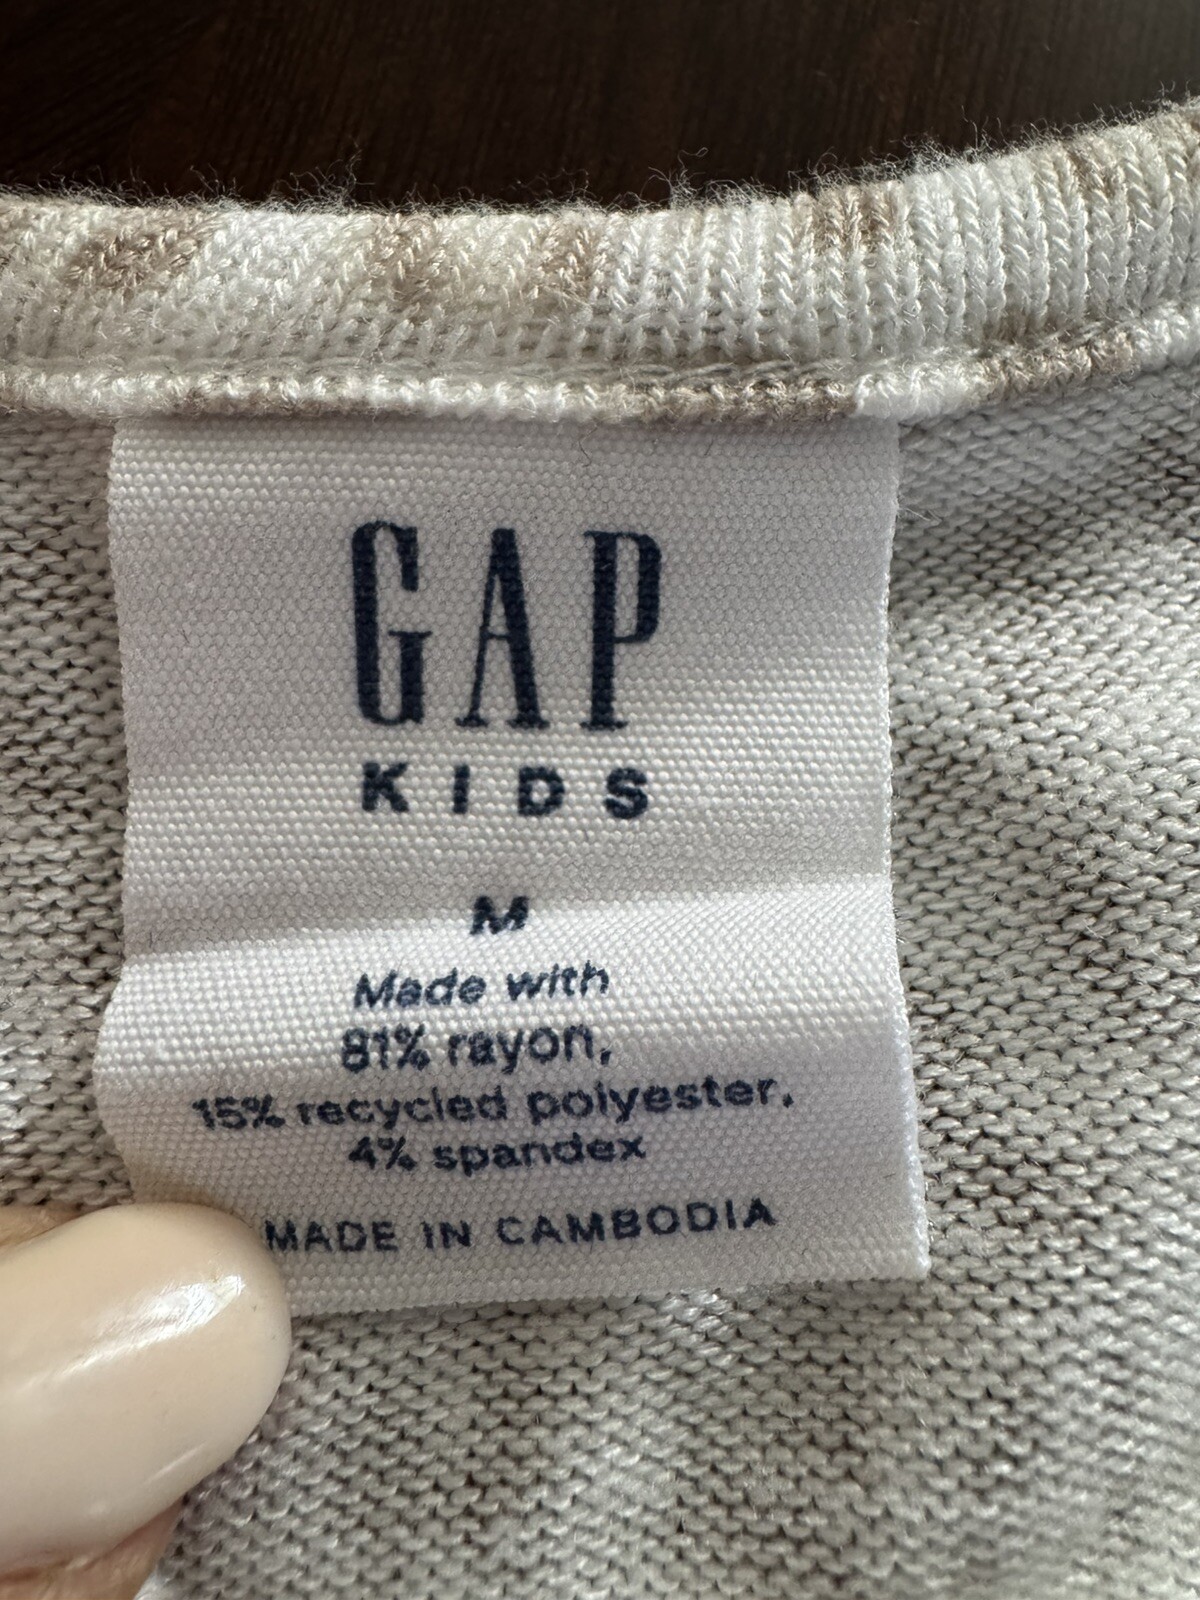 GAP
KIDS
M
Made with
81% rayon,
15% recycled polyester,
4% spandex
MADE IN CAMBODIA